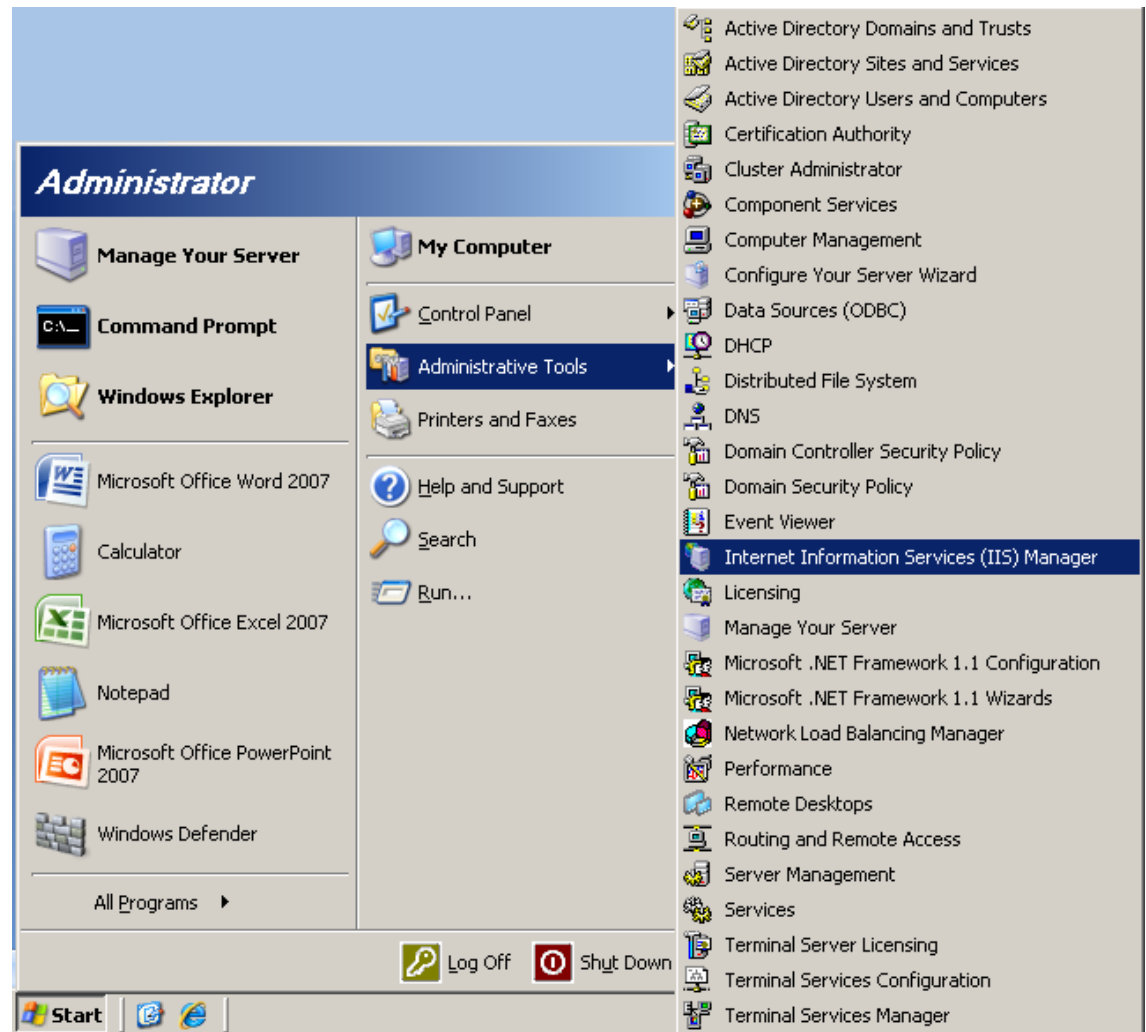 Administrator
Manage Your Server
Command Prompt
Windows Explorer
Microsoft Office Word 2007
Calculator
Microsoft Office Excel 2007
Notepad
Microsoft Office PowerPoint
2007
Windows Defender
All Programs
My Computer
Control Panel
Administrative Tools
Printers and Faxes
Help and Support
Search
Run...
Log Off
Shut Down
Start
Active Directory Domains and Trusts
Active Directory Sites and Services
Active Directory Users and Computers
Certification Authority
Cluster Administrator
Component Services
Computer Management
Configure Your Server Wizard
Data Sources (ODBC)
DHCP
Distributed File System
DNS
Domain Controller Security Policy
Domain Security Policy
Event Viewer
Internet Information Services (IIS) Manager
Licensing
Manage Your Server
Microsoft .NET Framework 1.1 Configuration
Microsoft .NET Framework 1.1 Wizards
Network Load Balancing Manager
Performance
Remote Desktops
Routing and Remote Access
Server Management
Services
Terminal Server Licensing
Terminal Services Configuration
Terminal Services Manager